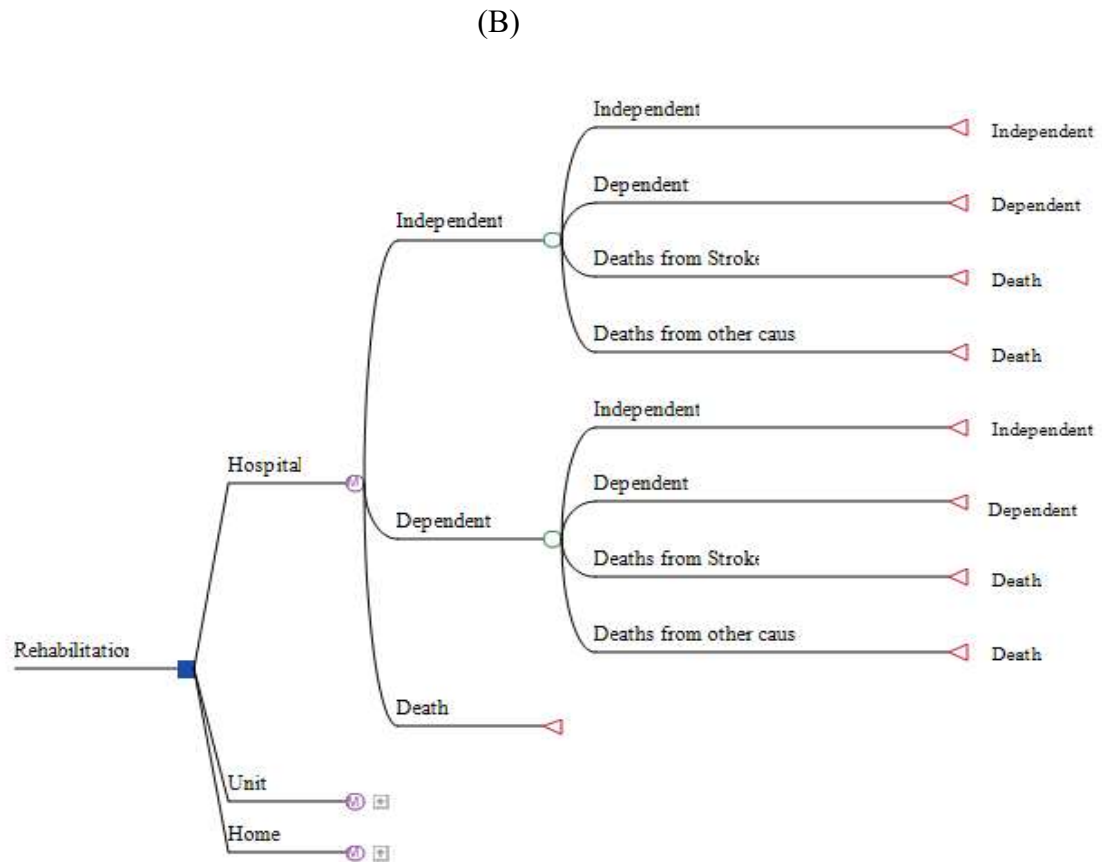 (B)
Independent
Independent
Dependent
Dependent
Independent
Deaths from Stroke
Death
Deaths from other caus
Death
Independent
Independent
Hospital
Dependent
Dependent
Dependent
Deaths from Stroke
Death
Deaths from other caus
Death
Rehabilitation
Death
Unit
Home